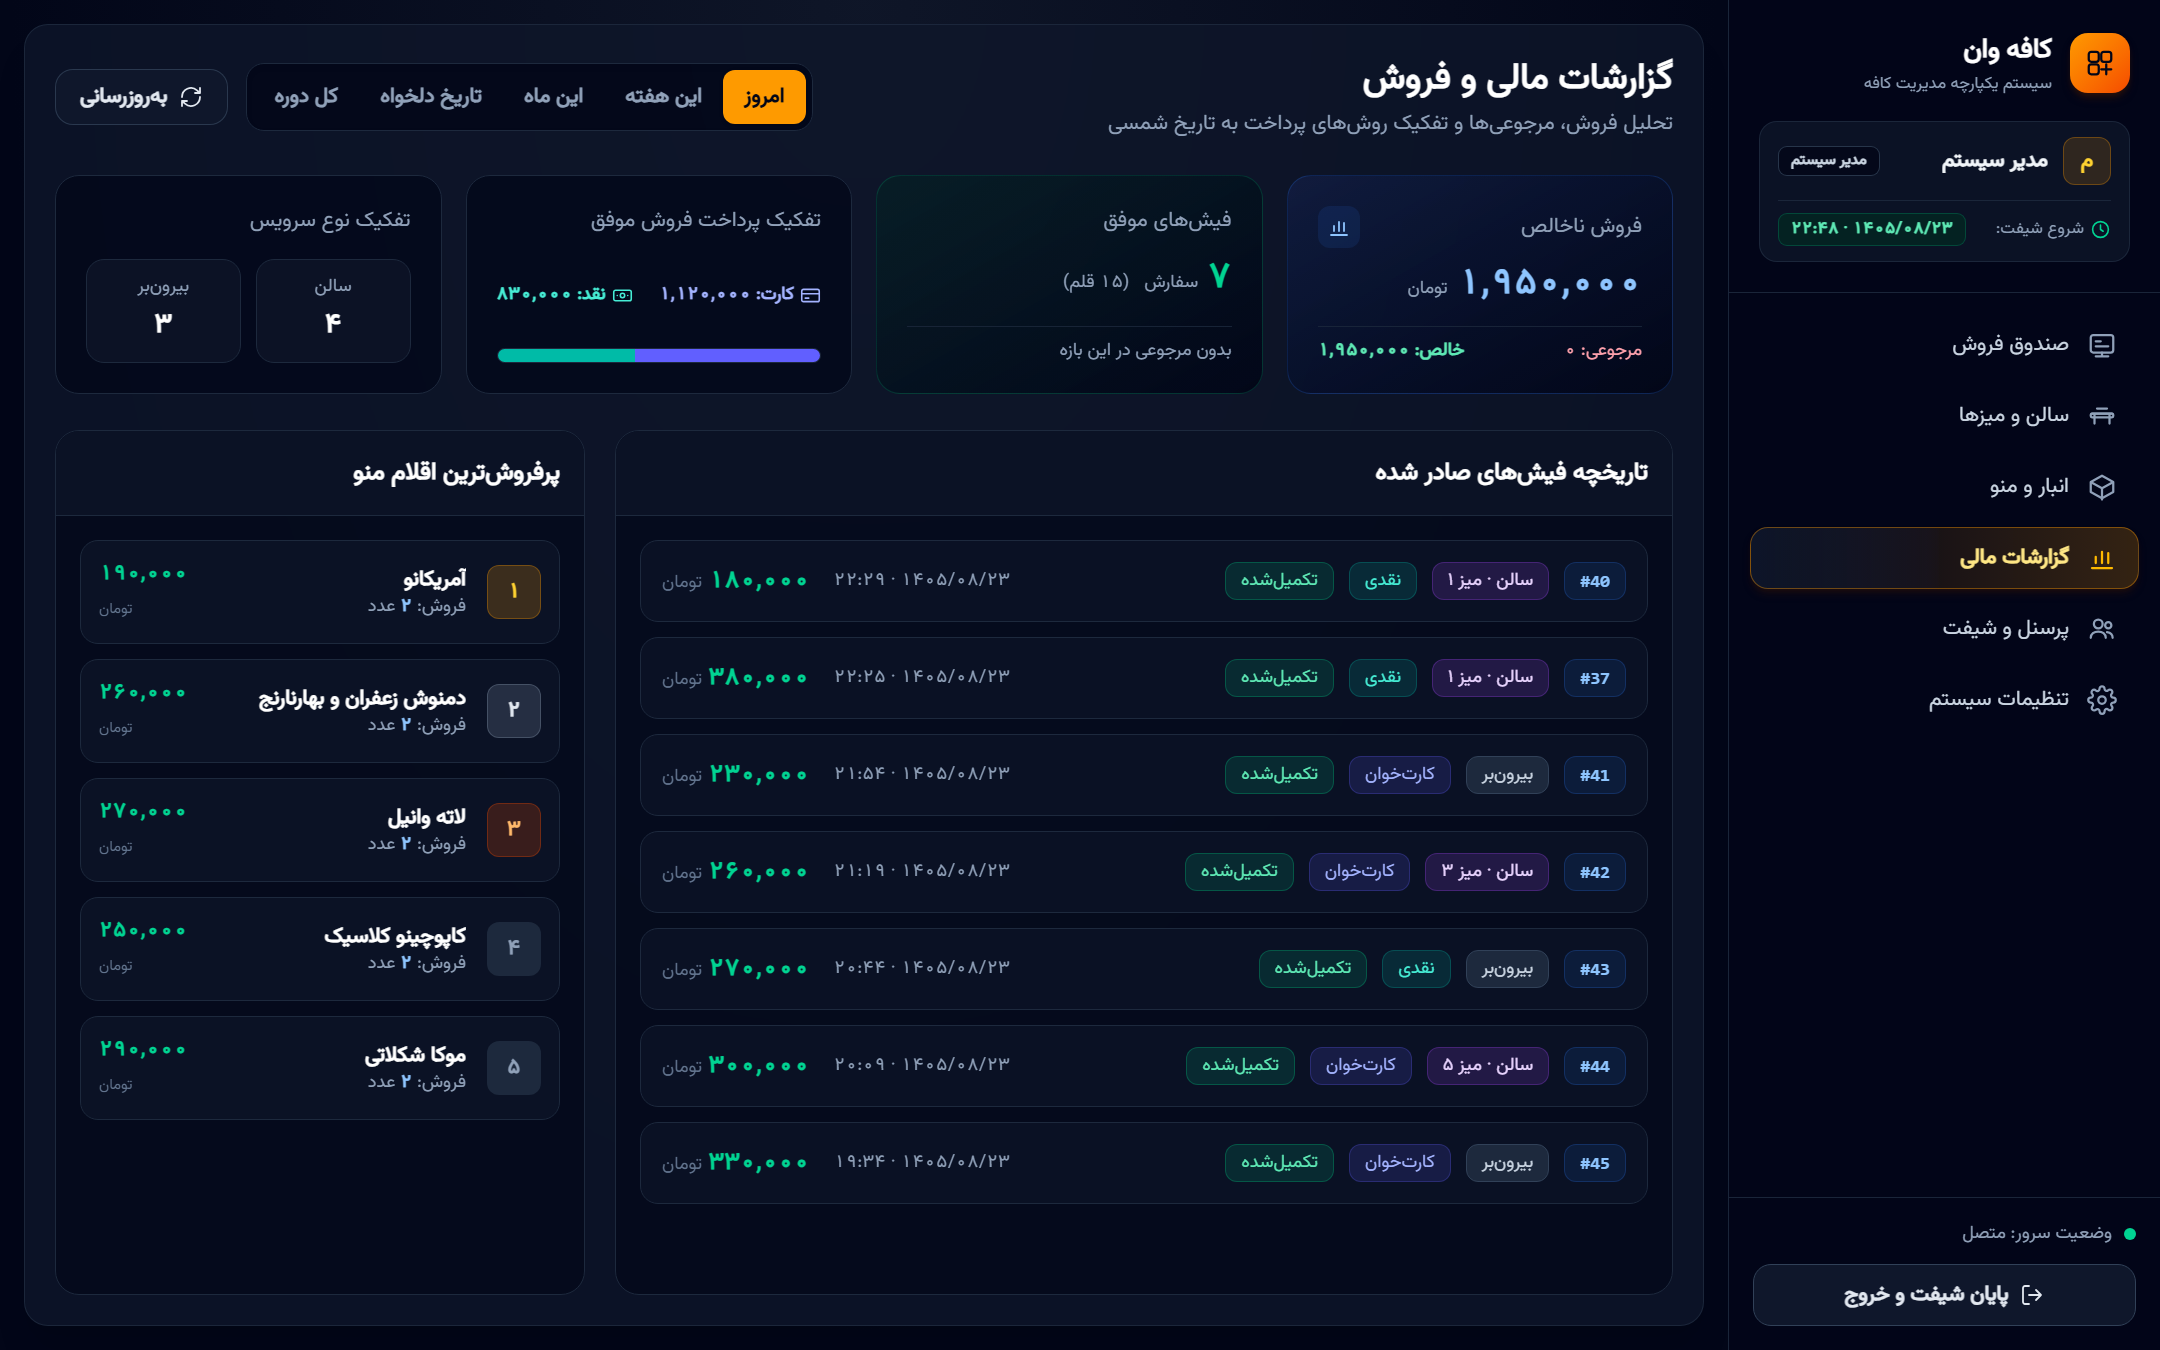 کافه وان
سیستم یکپارچه مدیریت کافه
م
مدیر سیستم
مدیر سیستم
شروع شیفت:
۱۴۰۵/۰۸/۲۳ · ۲۲:۴۸
صندوق فروش
سالن و میزها
انبار و منو
گزارشات مالی
پرسنل و شیفت
تنظیمات سیستم
وضعیت سرور: متصل
پایان شیفت و خروج
گزارشات مالی و فروش
تحلیل فروش، مرجوعی‌ها و تفکیک روش‌های پرداخت به تاریخ شمسی
امروز
این هفته
این ماه
تاریخ دلخواه
کل دوره
به‌روزرسانی
فروش ناخالص
۱,۹۵۰,۰۰۰ تومان
مرجوعی: ۰
خالص: ۱,۹۵۰,۰۰۰
فیش‌های موفق
۷ سفارش (۱۵ قلم)
بدون مرجوعی در این بازه
تفکیک پرداخت فروش موفق
کارت: ۱,۱۲۰,۰۰۰
نقد: ۸۳۰,۰۰۰
تفکیک نوع سرویس
سالن
۴
بیرون‌بر
۳
تاریخچه فیش‌های صادر شده
#40 سالن · میز ۱ نقدی تکمیل‌شده ۱۴۰۵/۰۸/۲۳ · ۲۲:۲۹ ۱۸۰,۰۰۰ تومان
#37 سالن · میز ۱ نقدی تکمیل‌شده ۱۴۰۵/۰۸/۲۳ · ۲۲:۲۵ ۳۸۰,۰۰۰ تومان
#41 بیرون‌بر کارت‌خوان تکمیل‌شده ۱۴۰۵/۰۸/۲۳ · ۲۱:۵۴ ۲۳۰,۰۰۰ تومان
#42 سالن · میز ۳ کارت‌خوان تکمیل‌شده ۱۴۰۵/۰۸/۲۳ · ۲۱:۱۹ ۲۶۰,۰۰۰ تومان
#43 بیرون‌بر نقدی تکمیل‌شده ۱۴۰۵/۰۸/۲۳ · ۲۰:۴۴ ۲۷۰,۰۰۰ تومان
#44 سالن · میز ۵ کارت‌خوان تکمیل‌شده ۱۴۰۵/۰۸/۲۳ · ۲۰:۰۹ ۳۰۰,۰۰۰ تومان
#45 بیرون‌بر کارت‌خوان تکمیل‌شده ۱۴۰۵/۰۸/۲۳ · ۱۹:۳۴ ۳۳۰,۰۰۰ تومان
پرفروش‌ترین اقلام منو
۱
آمریکانو
فروش: ۲ عدد
۱۹۰,۰۰۰
تومان
۲
دمنوش زعفران و بهارنارنج
فروش: ۲ عدد
۲۶۰,۰۰۰
تومان
۳
لاته وانیل
فروش: ۲ عدد
۲۷۰,۰۰۰
تومان
۴
کاپوچینو کلاسیک
فروش: ۲ عدد
۲۵۰,۰۰۰
تومان
۵
موکا شکلاتی
فروش: ۲ عدد
۲۹۰,۰۰۰
تومان